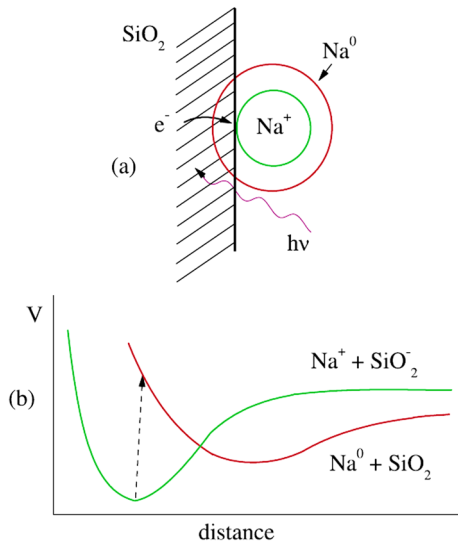 SiO₂
Na⁰
e⁻
Na⁺
(a)
hν
V
Na⁺ + SiO₂⁻
(b)
Na⁰ + SiO₂
distance